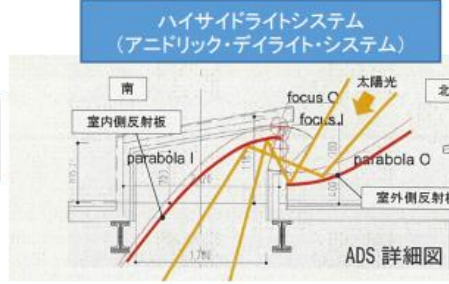 ハイサイドライトシステム
（アニドリック・デイライト・システム）
南
太陽光
北
focus O
室内側反射板
focus I
parabola I
parabola O
室外側反射板
ADS 詳細図